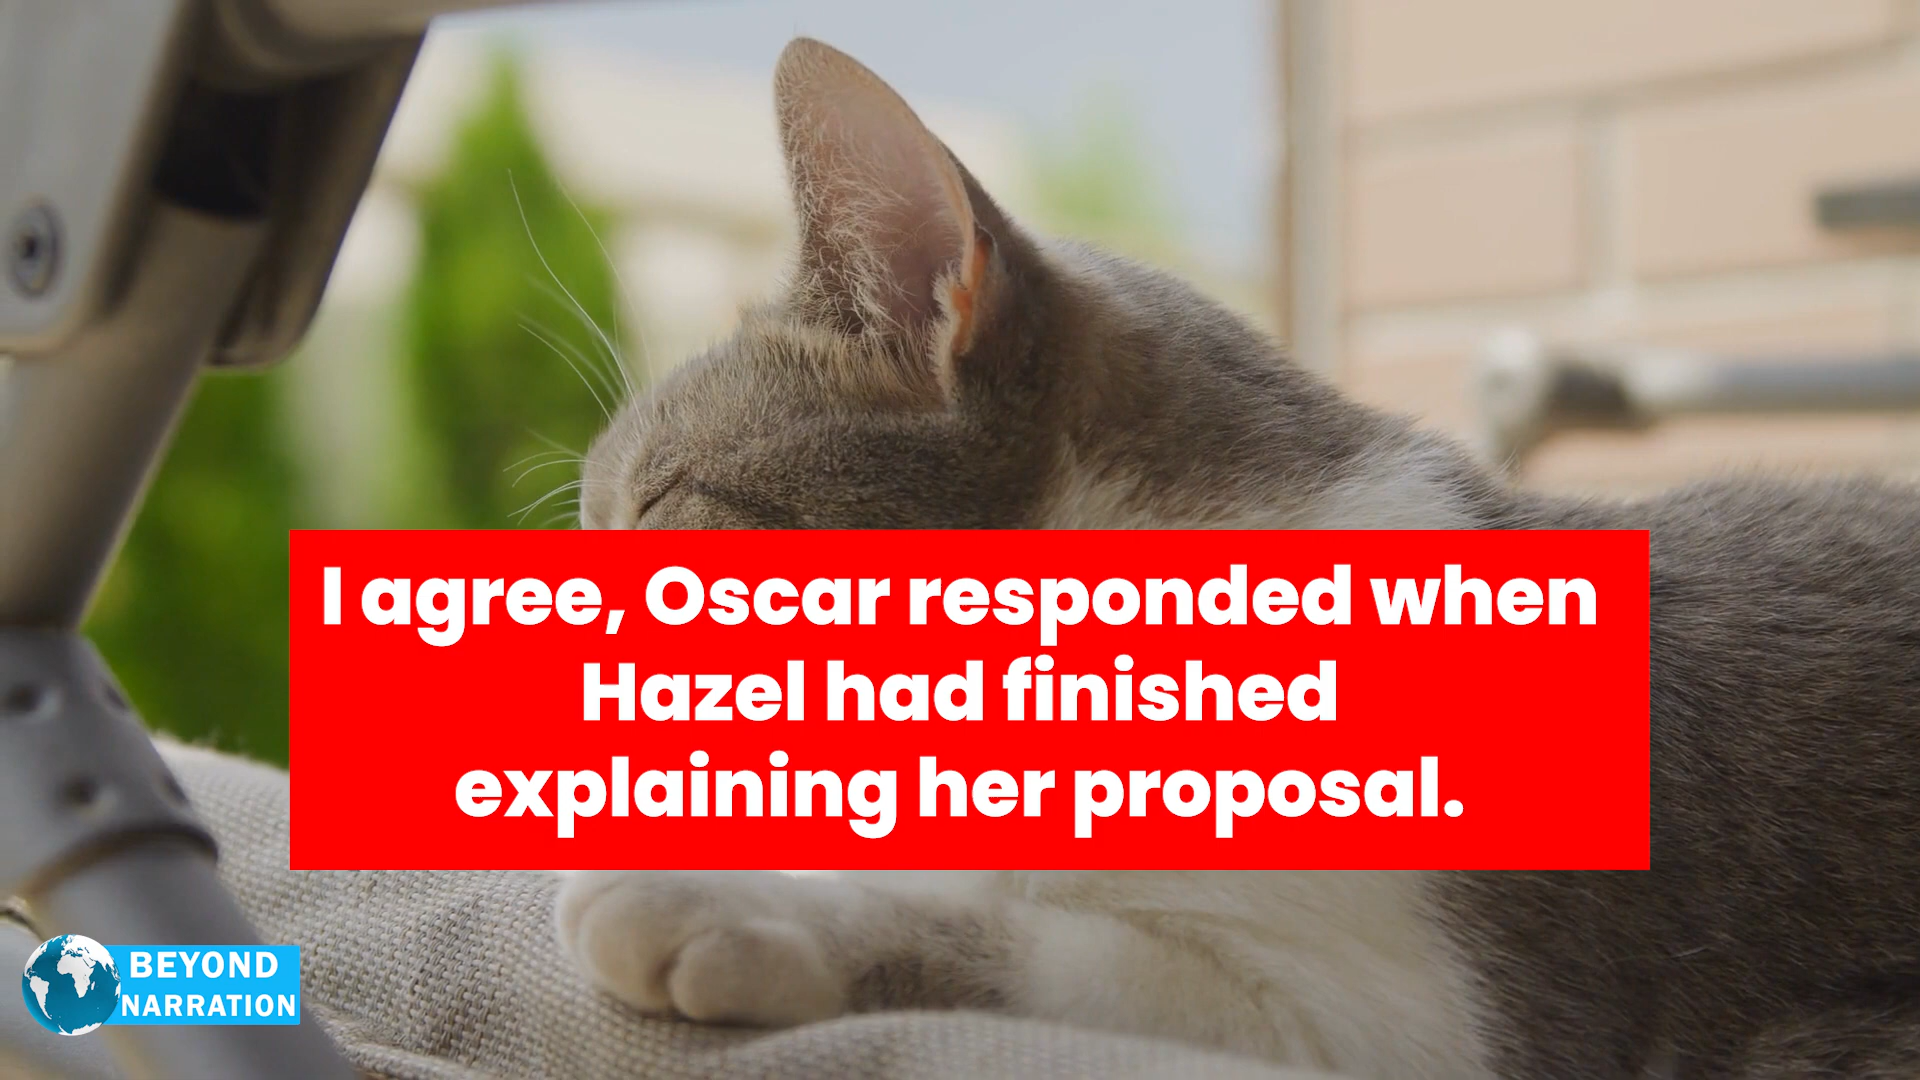 I agree, Oscar responded when
Hazel had finished
explaining her proposal.
BEYOND
NARRATION